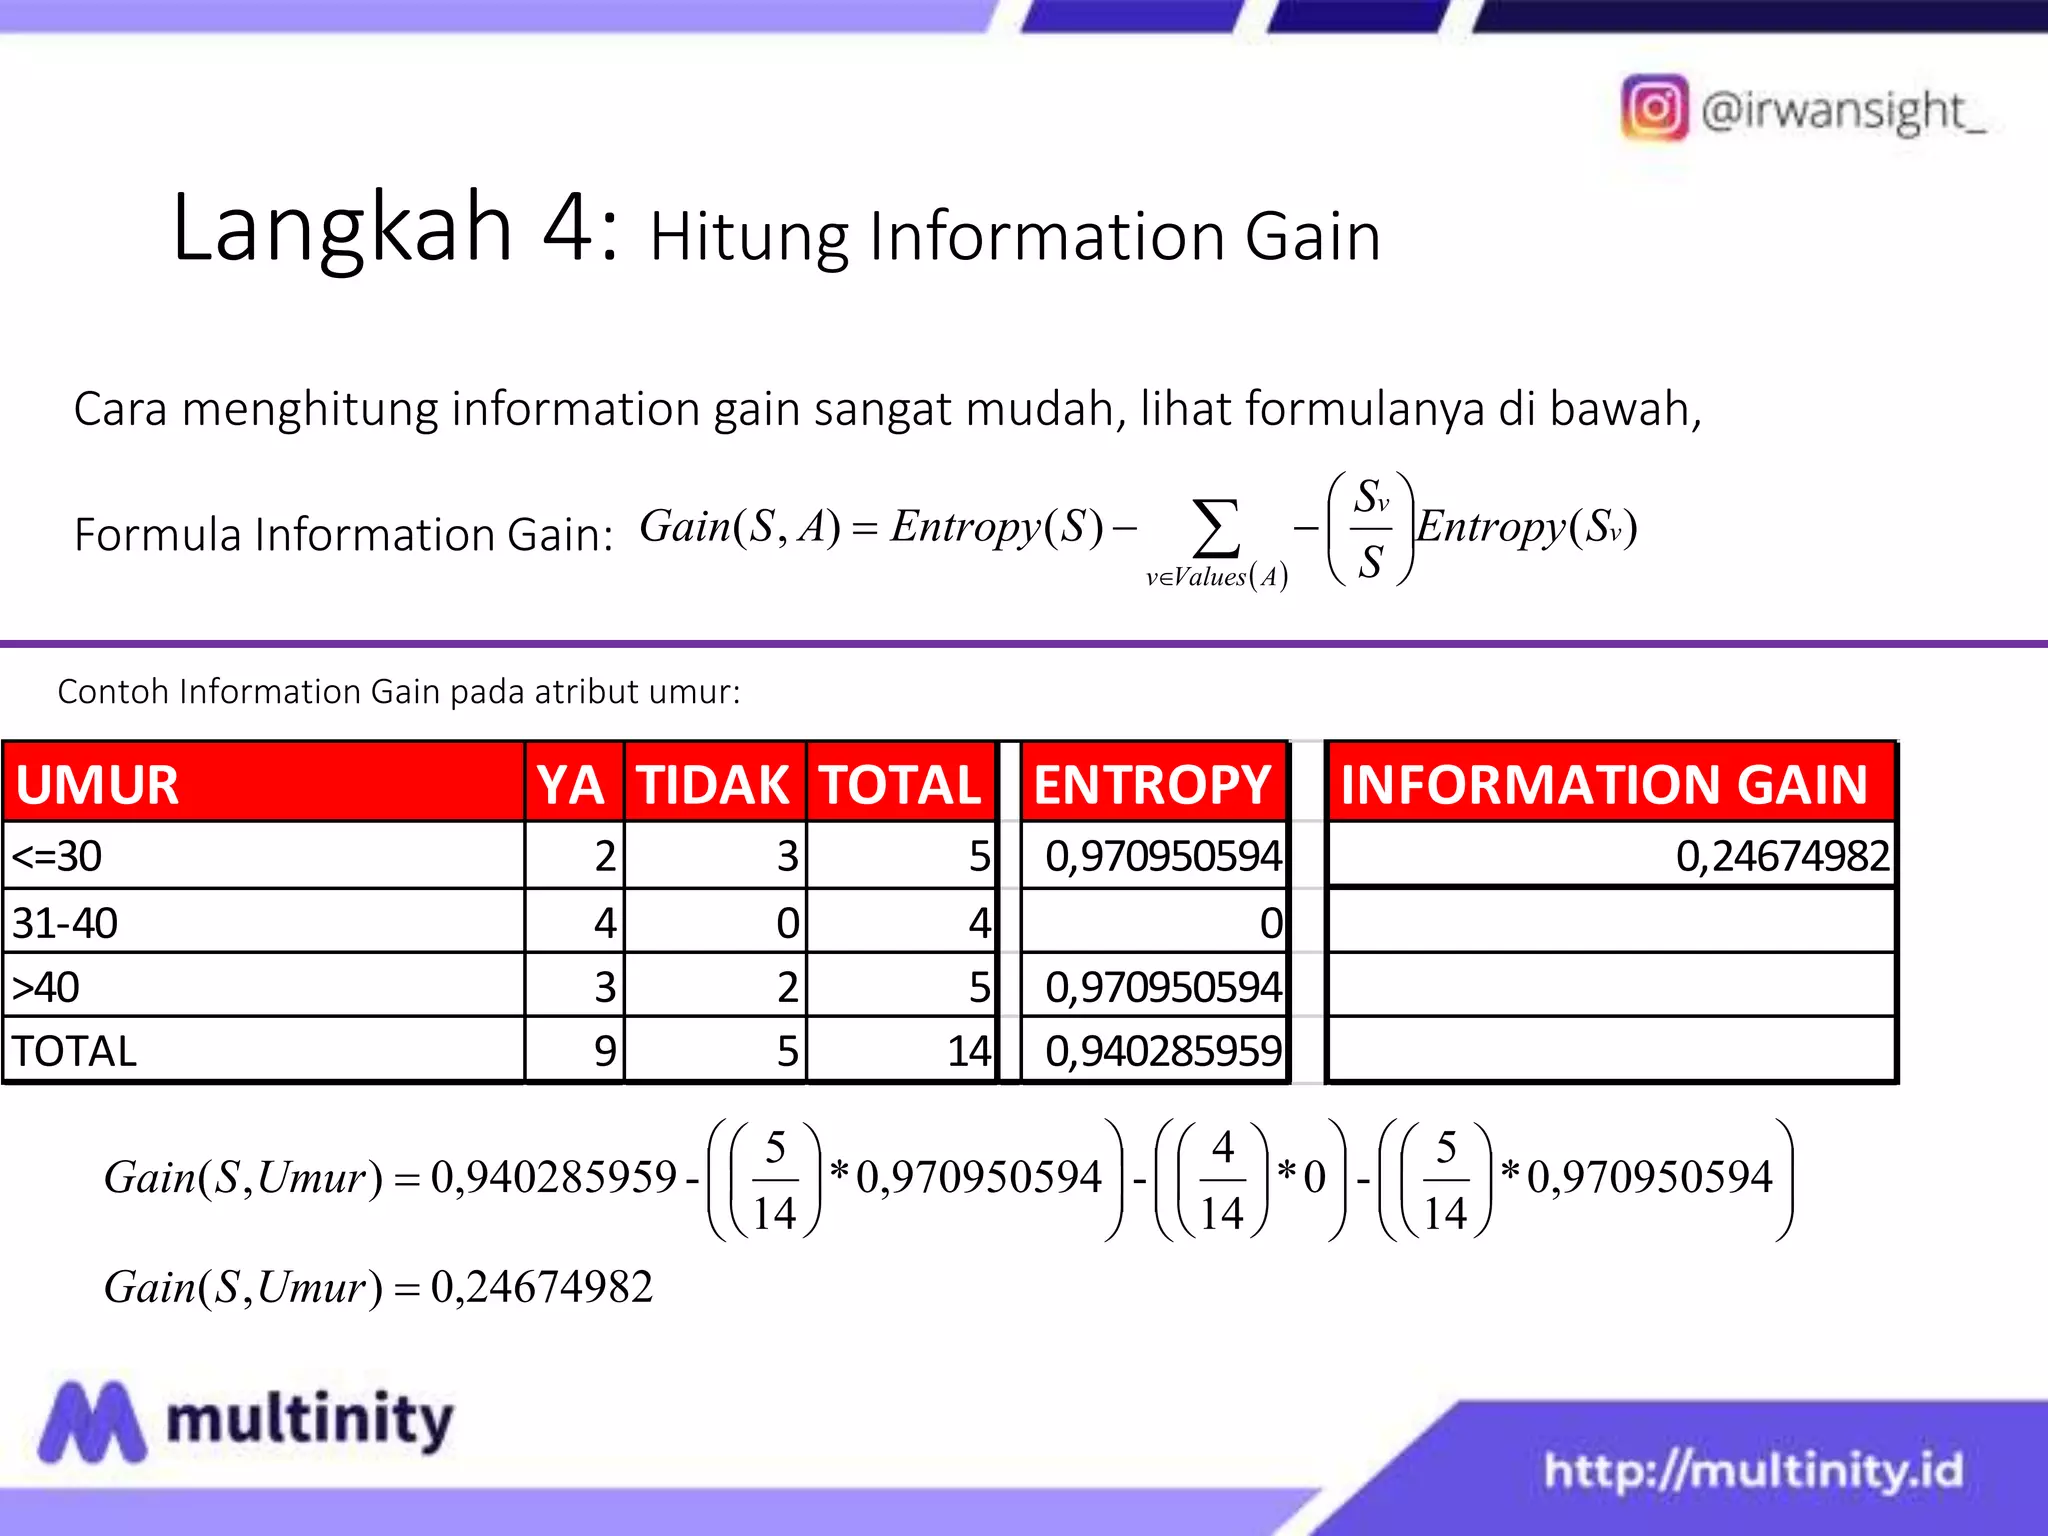 @irwansight_
Langkah 4: Hitung Information Gain
Cara menghitung information gain sangat mudah, lihat formulanya di bawah,
Formula Information Gain: Gain(S, A) = Entropy(S) − ∑ v∈Values(A) − (Sv / S) Entropy(Sv)
Contoh Information Gain pada atribut umur:
UMUR YA TIDAK TOTAL ENTROPY INFORMATION GAIN
<=30 2 3 5 0,970950594 0,24674982
31-40 4 0 4 0
>40 3 2 5 0,970950594
TOTAL 9 5 14 0,940285959
Gain(S,Umur) = 0,940285959 - ((5/14)*0,970950594) - ((4/14)*0) - ((5/14)*0,970950594)
Gain(S,Umur) = 0,24674982
multinity
http://multinity.id